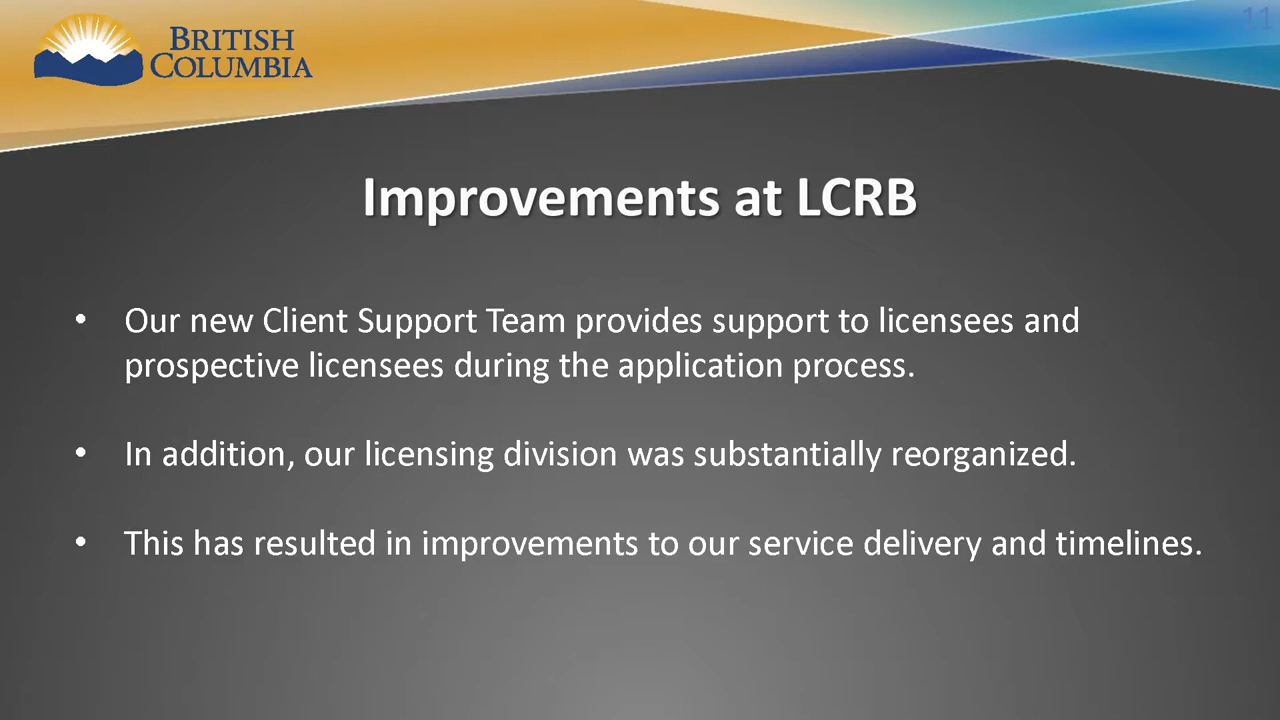 11
BRITISH
COLUMBIA
Improvements at LCRB
• Our new Client Support Team provides support to licensees and
prospective licensees during the application process.
• In addition, our licensing division was substantially reorganized.
• This has resulted in improvements to our service delivery and timelines.